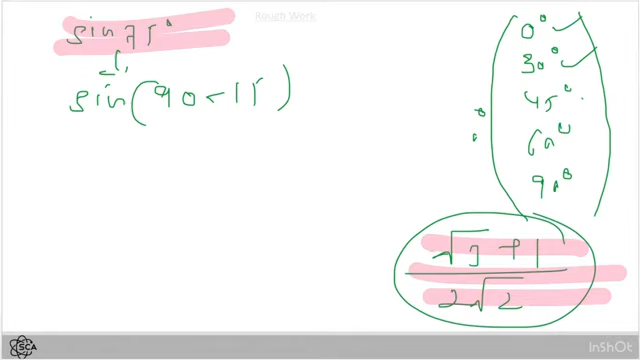 Rough Work
sin 75°
sin(90-15)
0°
30°
45°
60°
90°
√3 + 1
2√2
SCA
InShOt